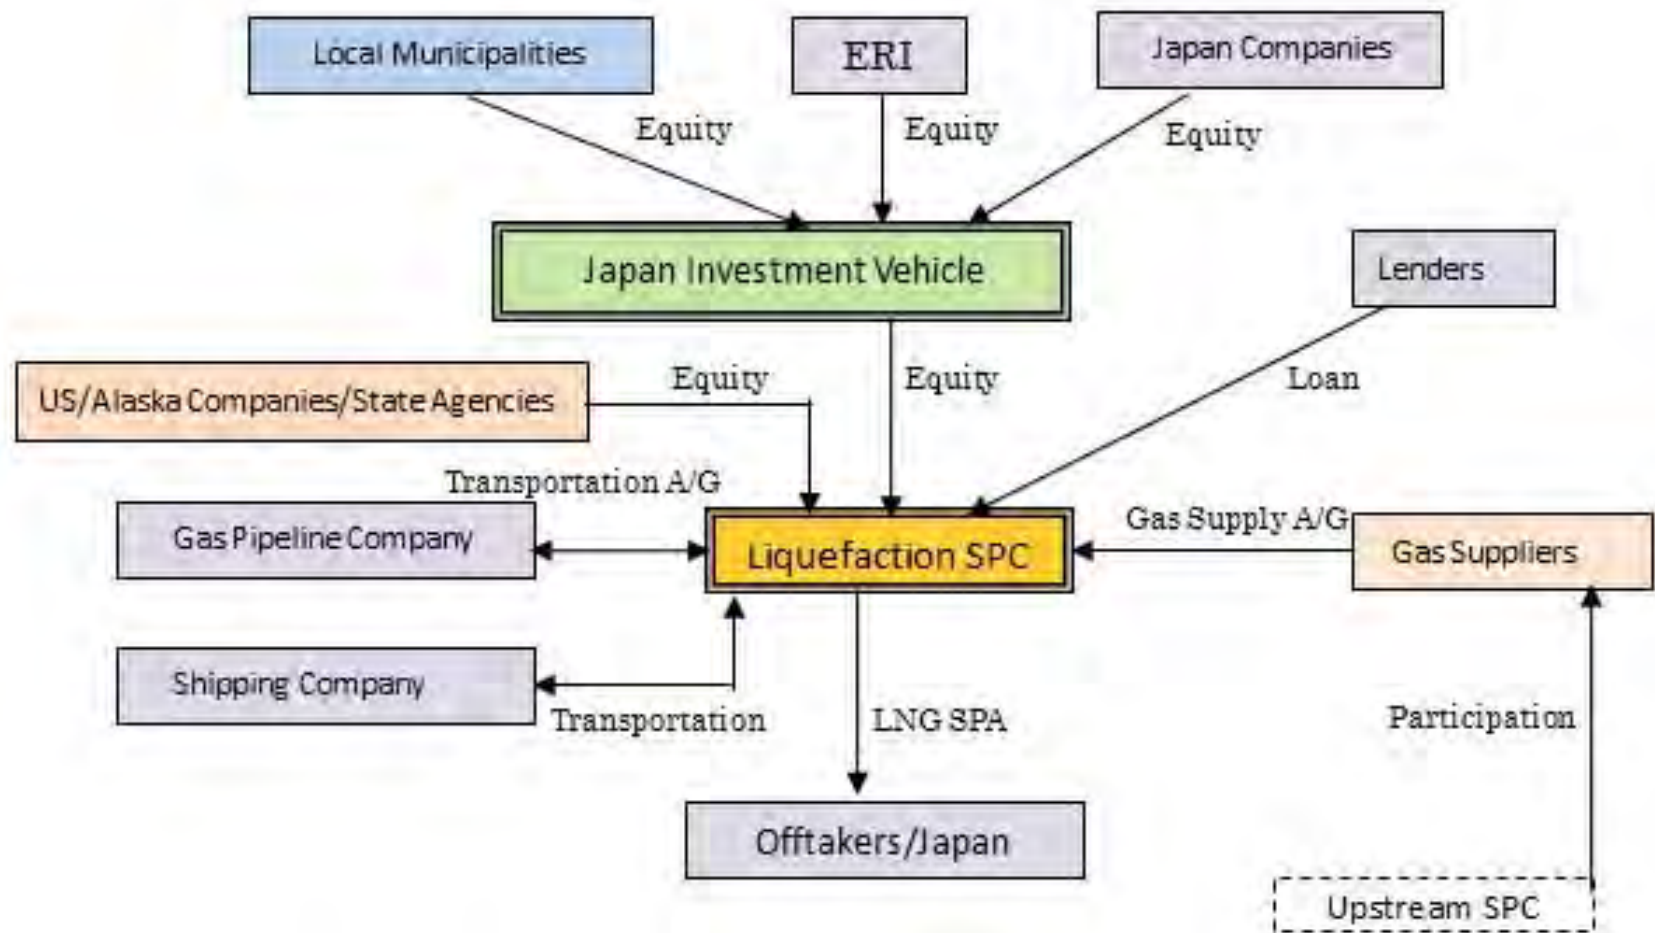 Local Municipalities
ERI
Japan Companies
Equity
Equity
Equity
Japan Investment Vehicle
Lenders
US/Alaska Companies/State Agencies
Equity
Equity
Loan
Transportation A/G
Gas Pipeline Company
Liquefaction SPC
Gas Supply A/G
Gas Suppliers
Shipping Company
Transportation
LNG SPA
Participation
Offtakers/Japan
Upstream SPC